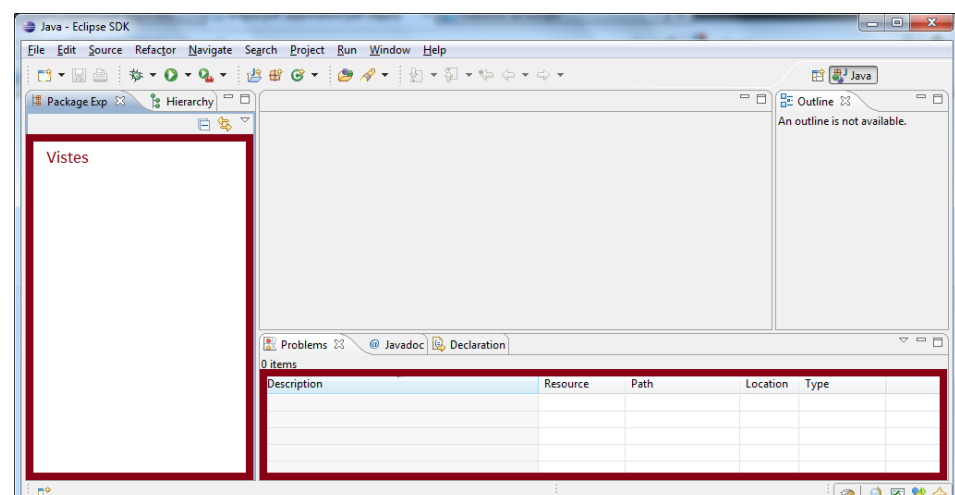 Java - Eclipse SDK
File Edit Source Refactor Navigate Search Project Run Window Help
Java
Package Exp Hierarchy
Outline
An outline is not available.
Vistes
Problems @ Javadoc Declaration
0 items
Description Resource Path Location Type